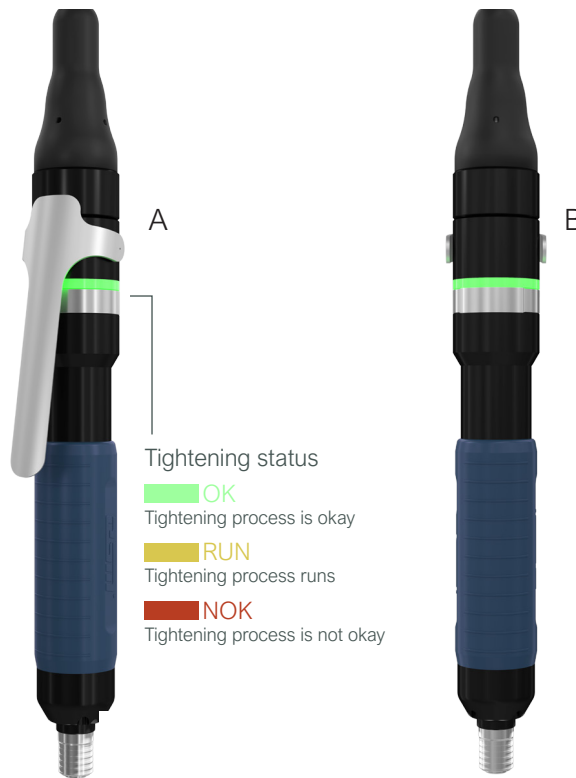 A
B
Tightening status
OK
Tightening process is okay
RUN
Tightening process runs
NOK
Tightening process is not okay